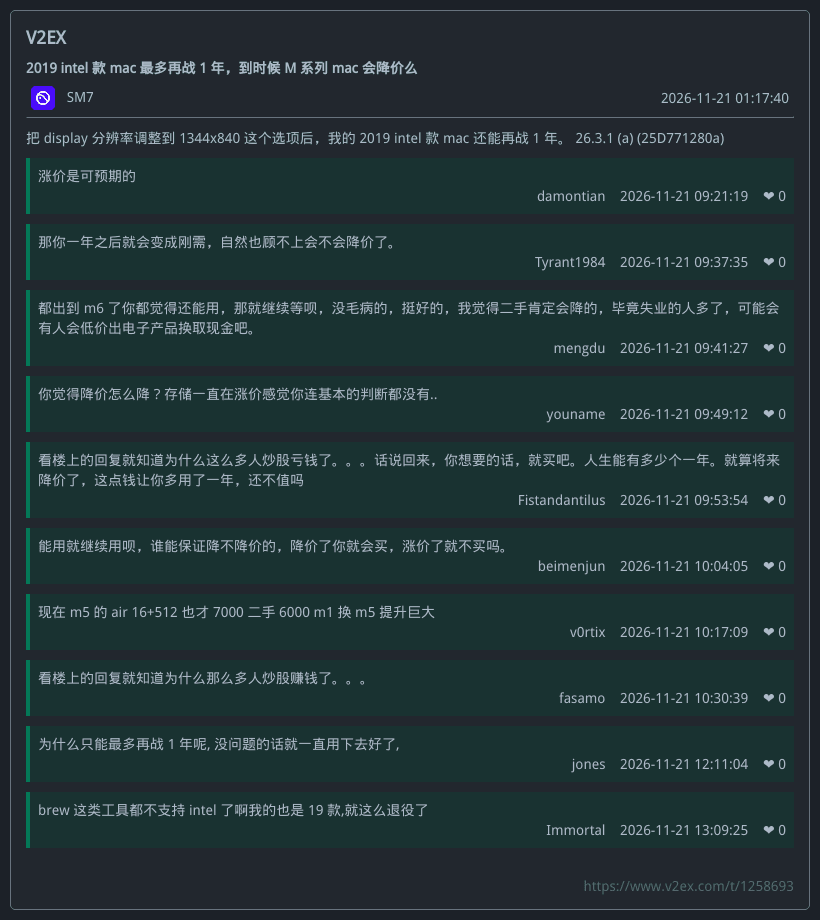 V2EX
2019 intel 款 mac 最多再战 1 年，到时候 M 系列 mac 会降价么
SM7
2026-11-21 01:17:40
把 display 分辨率调整到 1344x840 这个选项后，我的 2019 intel 款 mac 还能再战 1 年。 26.3.1 (a) (25D771280a)
涨价是可预期的
damontian 2026-11-21 09:21:19 ❤ 0
那你一年之后就会变成刚需，自然也顾不上会不会降价了。
Tyrant1984 2026-11-21 09:37:35 ❤ 0
都出到 m6 了你都觉得还能用，那就继续等呗，没毛病的，挺好的，我觉得二手肯定会降的，毕竟失业的人多了，可能会
有人会低价出电子产品换取现金吧。
mengdu 2026-11-21 09:41:27 ❤ 0
你觉得降价怎么降？存储一直在涨价感觉你连基本的判断都没有..
youname 2026-11-21 09:49:12 ❤ 0
看楼上的回复就知道为什么这么多人炒股亏钱了。。。话说回来，你想要的话，就买吧。人生能有多少个一年。就算将来
降价了，这点钱让你多用了一年，还不值吗
Fistandantilus 2026-11-21 09:53:54 ❤ 0
能用就继续用呗，谁能保证降不降价的，降价了你就会买，涨价了就不买吗。
beimenjun 2026-11-21 10:04:05 ❤ 0
现在 m5 的 air 16+512 也才 7000 二手 6000 m1 换 m5 提升巨大
v0rtix 2026-11-21 10:17:09 ❤ 0
看楼上的回复就知道为什么那么多人炒股赚钱了。。。
fasamo 2026-11-21 10:30:39 ❤ 0
为什么只能最多再战 1 年呢, 没问题的话就一直用下去好了,
jones 2026-11-21 12:11:04 ❤ 0
brew 这类工具都不支持 intel 了啊我的也是 19 款,就这么退役了
Immortal 2026-11-21 13:09:25 ❤ 0
https://www.v2ex.com/t/1258693